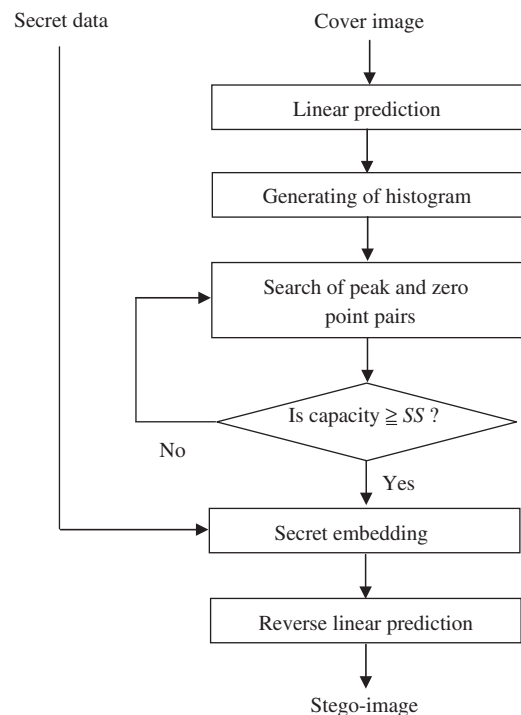 Secret data
Cover image
Linear prediction
Generating of histogram
Search of peak and zero
point pairs
Is capacity ≧ SS ?
No
Yes
Secret embedding
Reverse linear prediction
Stego-image